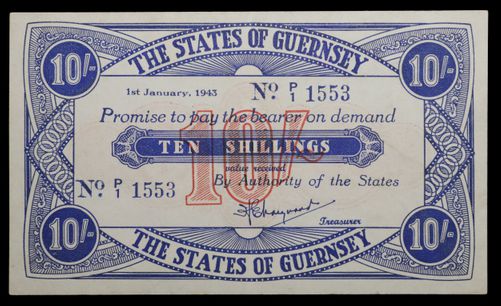 THE STATES OF GUERNSEY
10/- 10/-
1st January, 1943 No. P/1 1553
Promise to pay the bearer on demand
10/-
TEN SHILLINGS
value received
By Authority of the States
No. P/1 1553
Treasurer
10/- 10/-
THE STATES OF GUERNSEY